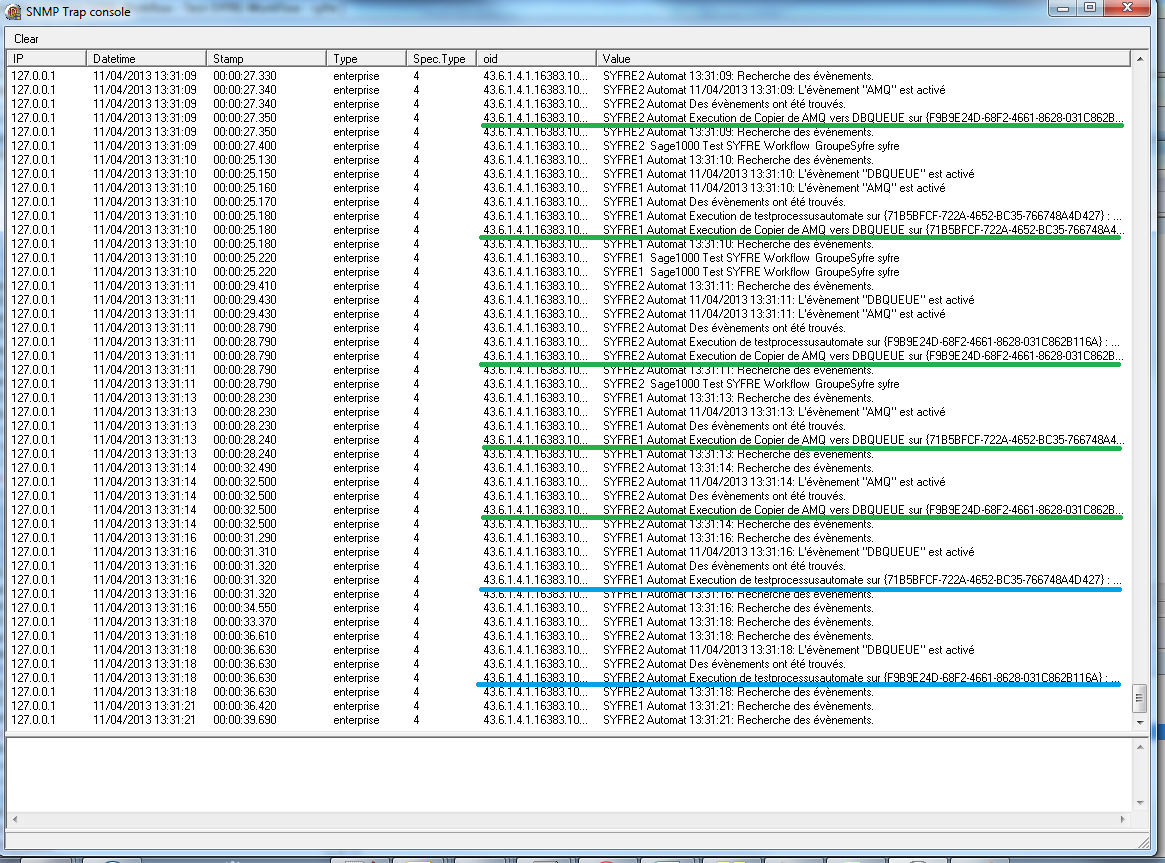 SNMP Trap console
Clear
IP Datetime Stamp Type Spec.Type oid Value
127.0.0.1 11/04/2013 13:31:09 00:00:27.330 enterprise 4 43.6.1.4.1.16383.10... SYFRE2 Automat 13:31:09: Recherche des évènements.
127.0.0.1 11/04/2013 13:31:09 00:00:27.340 enterprise 4 43.6.1.4.1.16383.10... SYFRE2 Automat 11/04/2013 13:31:09: L'évènement "AMQ" est activé
127.0.0.1 11/04/2013 13:31:09 00:00:27.340 enterprise 4 43.6.1.4.1.16383.10... SYFRE2 Automat Des évènements ont été trouvés.
127.0.0.1 11/04/2013 13:31:09 00:00:27.350 enterprise 4 43.6.1.4.1.16383.10... SYFRE2 Automat Execution de Copier de AMQ vers DBQUEUE sur {F9B9E24D-68F2-4661-8628-031C862B...
127.0.0.1 11/04/2013 13:31:09 00:00:27.350 enterprise 4 43.6.1.4.1.16383.10... SYFRE2 Automat 13:31:09: Recherche des évènements.
127.0.0.1 11/04/2013 13:31:09 00:00:27.400 enterprise 4 43.6.1.4.1.16383.10... SYFRE2 Sage1000 Test SYFRE Workflow GroupeSyfre syfre
127.0.0.1 11/04/2013 13:31:10 00:00:25.130 enterprise 4 43.6.1.4.1.16383.10... SYFRE1 Automat 13:31:10: Recherche des évènements.
127.0.0.1 11/04/2013 13:31:10 00:00:25.150 enterprise 4 43.6.1.4.1.16383.10... SYFRE1 Automat 11/04/2013 13:31:10: L'évènement "DBQUEUE" est activé
127.0.0.1 11/04/2013 13:31:10 00:00:25.160 enterprise 4 43.6.1.4.1.16383.10... SYFRE1 Automat 11/04/2013 13:31:10: L'évènement "AMQ" est activé
127.0.0.1 11/04/2013 13:31:10 00:00:25.170 enterprise 4 43.6.1.4.1.16383.10... SYFRE1 Automat Des évènements ont été trouvés.
127.0.0.1 11/04/2013 13:31:10 00:00:25.180 enterprise 4 43.6.1.4.1.16383.10... SYFRE1 Automat Execution de testprocessusautomate sur {71B5BFCF-722A-4652-BC35-766748A4D427} : ...
127.0.0.1 11/04/2013 13:31:10 00:00:25.180 enterprise 4 43.6.1.4.1.16383.10... SYFRE1 Automat Execution de Copier de AMQ vers DBQUEUE sur {71B5BFCF-722A-4652-BC35-766748A4...
127.0.0.1 11/04/2013 13:31:10 00:00:25.180 enterprise 4 43.6.1.4.1.16383.10... SYFRE1 Automat 13:31:10: Recherche des évènements.
127.0.0.1 11/04/2013 13:31:10 00:00:25.220 enterprise 4 43.6.1.4.1.16383.10... SYFRE1 Sage1000 Test SYFRE Workflow GroupeSyfre syfre
127.0.0.1 11/04/2013 13:31:10 00:00:25.220 enterprise 4 43.6.1.4.1.16383.10... SYFRE1 Sage1000 Test SYFRE Workflow GroupeSyfre syfre
127.0.0.1 11/04/2013 13:31:11 00:00:29.410 enterprise 4 43.6.1.4.1.16383.10... SYFRE2 Automat 13:31:11: Recherche des évènements.
127.0.0.1 11/04/2013 13:31:11 00:00:29.430 enterprise 4 43.6.1.4.1.16383.10... SYFRE2 Automat 11/04/2013 13:31:11: L'évènement "DBQUEUE" est activé
127.0.0.1 11/04/2013 13:31:11 00:00:29.430 enterprise 4 43.6.1.4.1.16383.10... SYFRE2 Automat 11/04/2013 13:31:11: L'évènement "AMQ" est activé
127.0.0.1 11/04/2013 13:31:11 00:00:28.790 enterprise 4 43.6.1.4.1.16383.10... SYFRE2 Automat Des évènements ont été trouvés.
127.0.0.1 11/04/2013 13:31:11 00:00:28.790 enterprise 4 43.6.1.4.1.16383.10... SYFRE2 Automat Execution de testprocessusautomate sur {F9B9E24D-68F2-4661-8628-031C862B116A} : ...
127.0.0.1 11/04/2013 13:31:11 00:00:28.790 enterprise 4 43.6.1.4.1.16383.10... SYFRE2 Automat Execution de Copier de AMQ vers DBQUEUE sur {F9B9E24D-68F2-4661-8628-031C862B...
127.0.0.1 11/04/2013 13:31:11 00:00:28.790 enterprise 4 43.6.1.4.1.16383.10... SYFRE2 Automat 13:31:11: Recherche des évènements.
127.0.0.1 11/04/2013 13:31:11 00:00:28.790 enterprise 4 43.6.1.4.1.16383.10... SYFRE2 Sage1000 Test SYFRE Workflow GroupeSyfre syfre
127.0.0.1 11/04/2013 13:31:13 00:00:28.230 enterprise 4 43.6.1.4.1.16383.10... SYFRE1 Automat 13:31:13: Recherche des évènements.
127.0.0.1 11/04/2013 13:31:13 00:00:28.230 enterprise 4 43.6.1.4.1.16383.10... SYFRE1 Automat 11/04/2013 13:31:13: L'évènement "AMQ" est activé
127.0.0.1 11/04/2013 13:31:13 00:00:28.230 enterprise 4 43.6.1.4.1.16383.10... SYFRE1 Automat Des évènements ont été trouvés.
127.0.0.1 11/04/2013 13:31:13 00:00:28.240 enterprise 4 43.6.1.4.1.16383.10... SYFRE1 Automat Execution de Copier de AMQ vers DBQUEUE sur {71B5BFCF-722A-4652-BC35-766748A4...
127.0.0.1 11/04/2013 13:31:13 00:00:28.240 enterprise 4 43.6.1.4.1.16383.10... SYFRE1 Automat 13:31:13: Recherche des évènements.
127.0.0.1 11/04/2013 13:31:14 00:00:32.490 enterprise 4 43.6.1.4.1.16383.10... SYFRE2 Automat 13:31:14: Recherche des évènements.
127.0.0.1 11/04/2013 13:31:14 00:00:32.500 enterprise 4 43.6.1.4.1.16383.10... SYFRE2 Automat 11/04/2013 13:31:14: L'évènement "AMQ" est activé
127.0.0.1 11/04/2013 13:31:14 00:00:32.500 enterprise 4 43.6.1.4.1.16383.10... SYFRE2 Automat Des évènements ont été trouvés.
127.0.0.1 11/04/2013 13:31:14 00:00:32.500 enterprise 4 43.6.1.4.1.16383.10... SYFRE2 Automat Execution de Copier de AMQ vers DBQUEUE sur {F9B9E24D-68F2-4661-8628-031C862B...
127.0.0.1 11/04/2013 13:31:14 00:00:32.500 enterprise 4 43.6.1.4.1.16383.10... SYFRE2 Automat 13:31:14: Recherche des évènements.
127.0.0.1 11/04/2013 13:31:16 00:00:31.290 enterprise 4 43.6.1.4.1.16383.10... SYFRE1 Automat 13:31:16: Recherche des évènements.
127.0.0.1 11/04/2013 13:31:16 00:00:31.310 enterprise 4 43.6.1.4.1.16383.10... SYFRE1 Automat 11/04/2013 13:31:16: L'évènement "DBQUEUE" est activé
127.0.0.1 11/04/2013 13:31:16 00:00:31.320 enterprise 4 43.6.1.4.1.16383.10... SYFRE1 Automat Des évènements ont été trouvés.
127.0.0.1 11/04/2013 13:31:16 00:00:31.320 enterprise 4 43.6.1.4.1.16383.10... SYFRE1 Automat Execution de testprocessusautomate sur {71B5BFCF-722A-4652-BC35-766748A4D427} : ...
127.0.0.1 11/04/2013 13:31:16 00:00:31.320 enterprise 4 43.6.1.4.1.16383.10... SYFRE1 Automat 13:31:16: Recherche des évènements.
127.0.0.1 11/04/2013 13:31:16 00:00:34.550 enterprise 4 43.6.1.4.1.16383.10... SYFRE2 Automat 13:31:16: Recherche des évènements.
127.0.0.1 11/04/2013 13:31:18 00:00:33.370 enterprise 4 43.6.1.4.1.16383.10... SYFRE1 Automat 13:31:18: Recherche des évènements.
127.0.0.1 11/04/2013 13:31:18 00:00:36.610 enterprise 4 43.6.1.4.1.16383.10... SYFRE2 Automat 13:31:18: Recherche des évènements.
127.0.0.1 11/04/2013 13:31:18 00:00:36.630 enterprise 4 43.6.1.4.1.16383.10... SYFRE2 Automat 11/04/2013 13:31:18: L'évènement "DBQUEUE" est activé
127.0.0.1 11/04/2013 13:31:18 00:00:36.630 enterprise 4 43.6.1.4.1.16383.10... SYFRE2 Automat Des évènements ont été trouvés.
127.0.0.1 11/04/2013 13:31:18 00:00:36.630 enterprise 4 43.6.1.4.1.16383.10... SYFRE2 Automat Execution de testprocessusautomate sur {F9B9E24D-68F2-4661-8628-031C862B116A} : ...
127.0.0.1 11/04/2013 13:31:18 00:00:36.630 enterprise 4 43.6.1.4.1.16383.10... SYFRE2 Automat 13:31:18: Recherche des évènements.
127.0.0.1 11/04/2013 13:31:21 00:00:36.420 enterprise 4 43.6.1.4.1.16383.10... SYFRE1 Automat 13:31:21: Recherche des évènements.
127.0.0.1 11/04/2013 13:31:21 00:00:39.690 enterprise 4 43.6.1.4.1.16383.10... SYFRE2 Automat 13:31:21: Recherche des évènements.